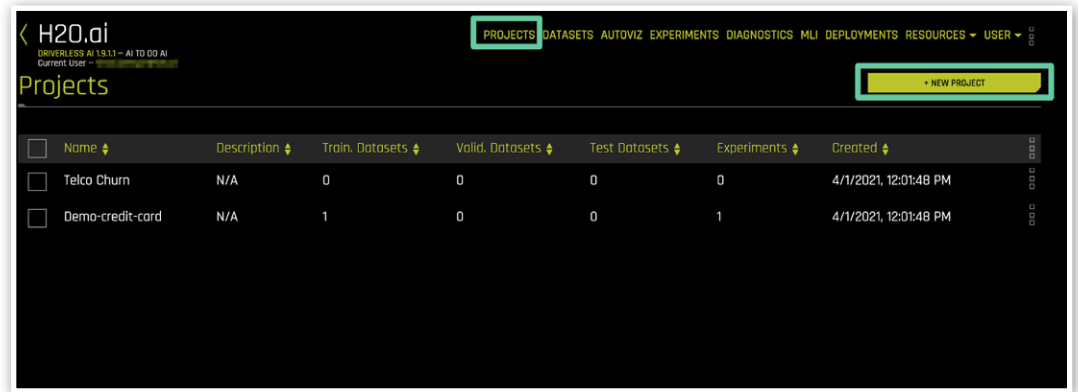 H2O.ai
DRIVERLESS AI 1.9.1.1 – AI TO DO AI
Current User –
PROJECTS DATASETS AUTOVIZ EXPERIMENTS DIAGNOSTICS MLI DEPLOYMENTS RESOURCES USER
Projects
+ NEW PROJECT
Name Description Train. Datasets Valid. Datasets Test Datasets Experiments Created
Telco Churn N/A 0 0 0 0 4/1/2021, 12:01:48 PM
Demo-credit-card N/A 1 0 0 1 4/1/2021, 12:01:48 PM